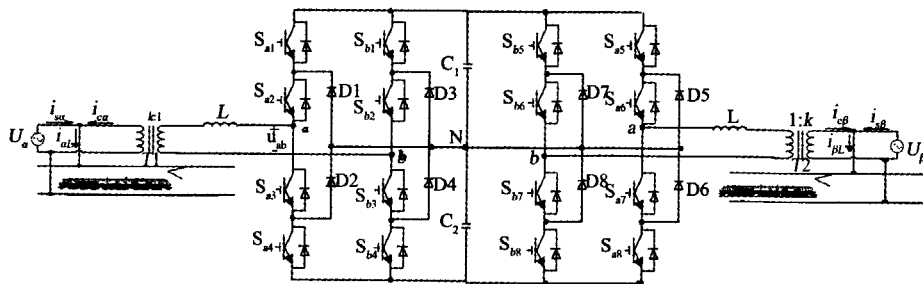 S_a1
S_b1
S_b5
S_a5
C_1
S_a2
D1
S_b2
D3
S_b6
D7
S_a6
D5
i_sα
i_cα
k:1
L
a
N
a
L
1:k
i_cβ
i_sβ
U_α
i_αL
u_ab
b
b
i_βL
U_β
S_a3
D2
S_b3
D4
S_b7
D8
S_a7
D6
C_2
S_a4
S_b4
S_b8
S_a8